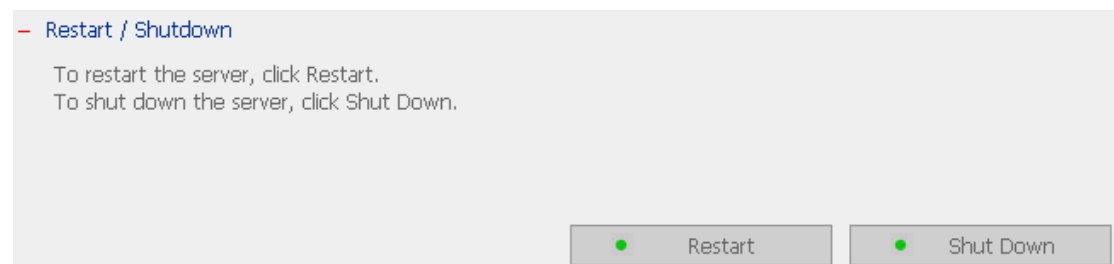 – Restart / Shutdown
To restart the server, click Restart.
To shut down the server, click Shut Down.
Restart
Shut Down